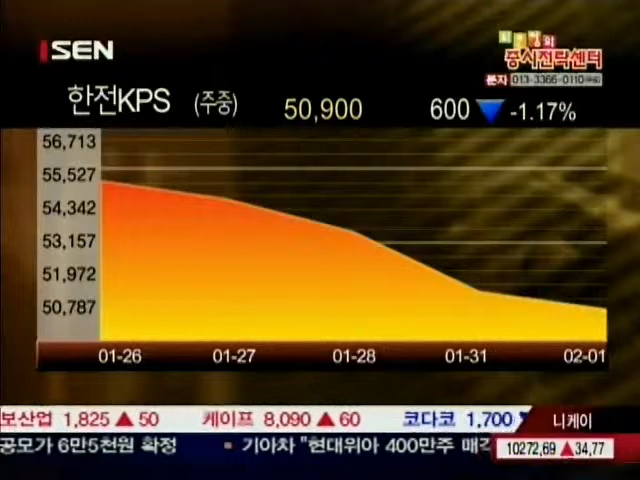 SEN
증시전략센터
문자 013-3366-0110
한전KPS (주중) 50,900 600 ▼ -1.17%
56,713
55,527
54,342
53,157
51,972
50,787
01-26 01-27 01-28 01-31 02-01
보산업 1,825 ▲ 50 케이프 8,090 ▲ 60 코다코 1,700 ▼
니케이
공모가 6만5천원 확정 ▪ 기아차 "현대위아 400만주 매각
10272,69 ▲34,77